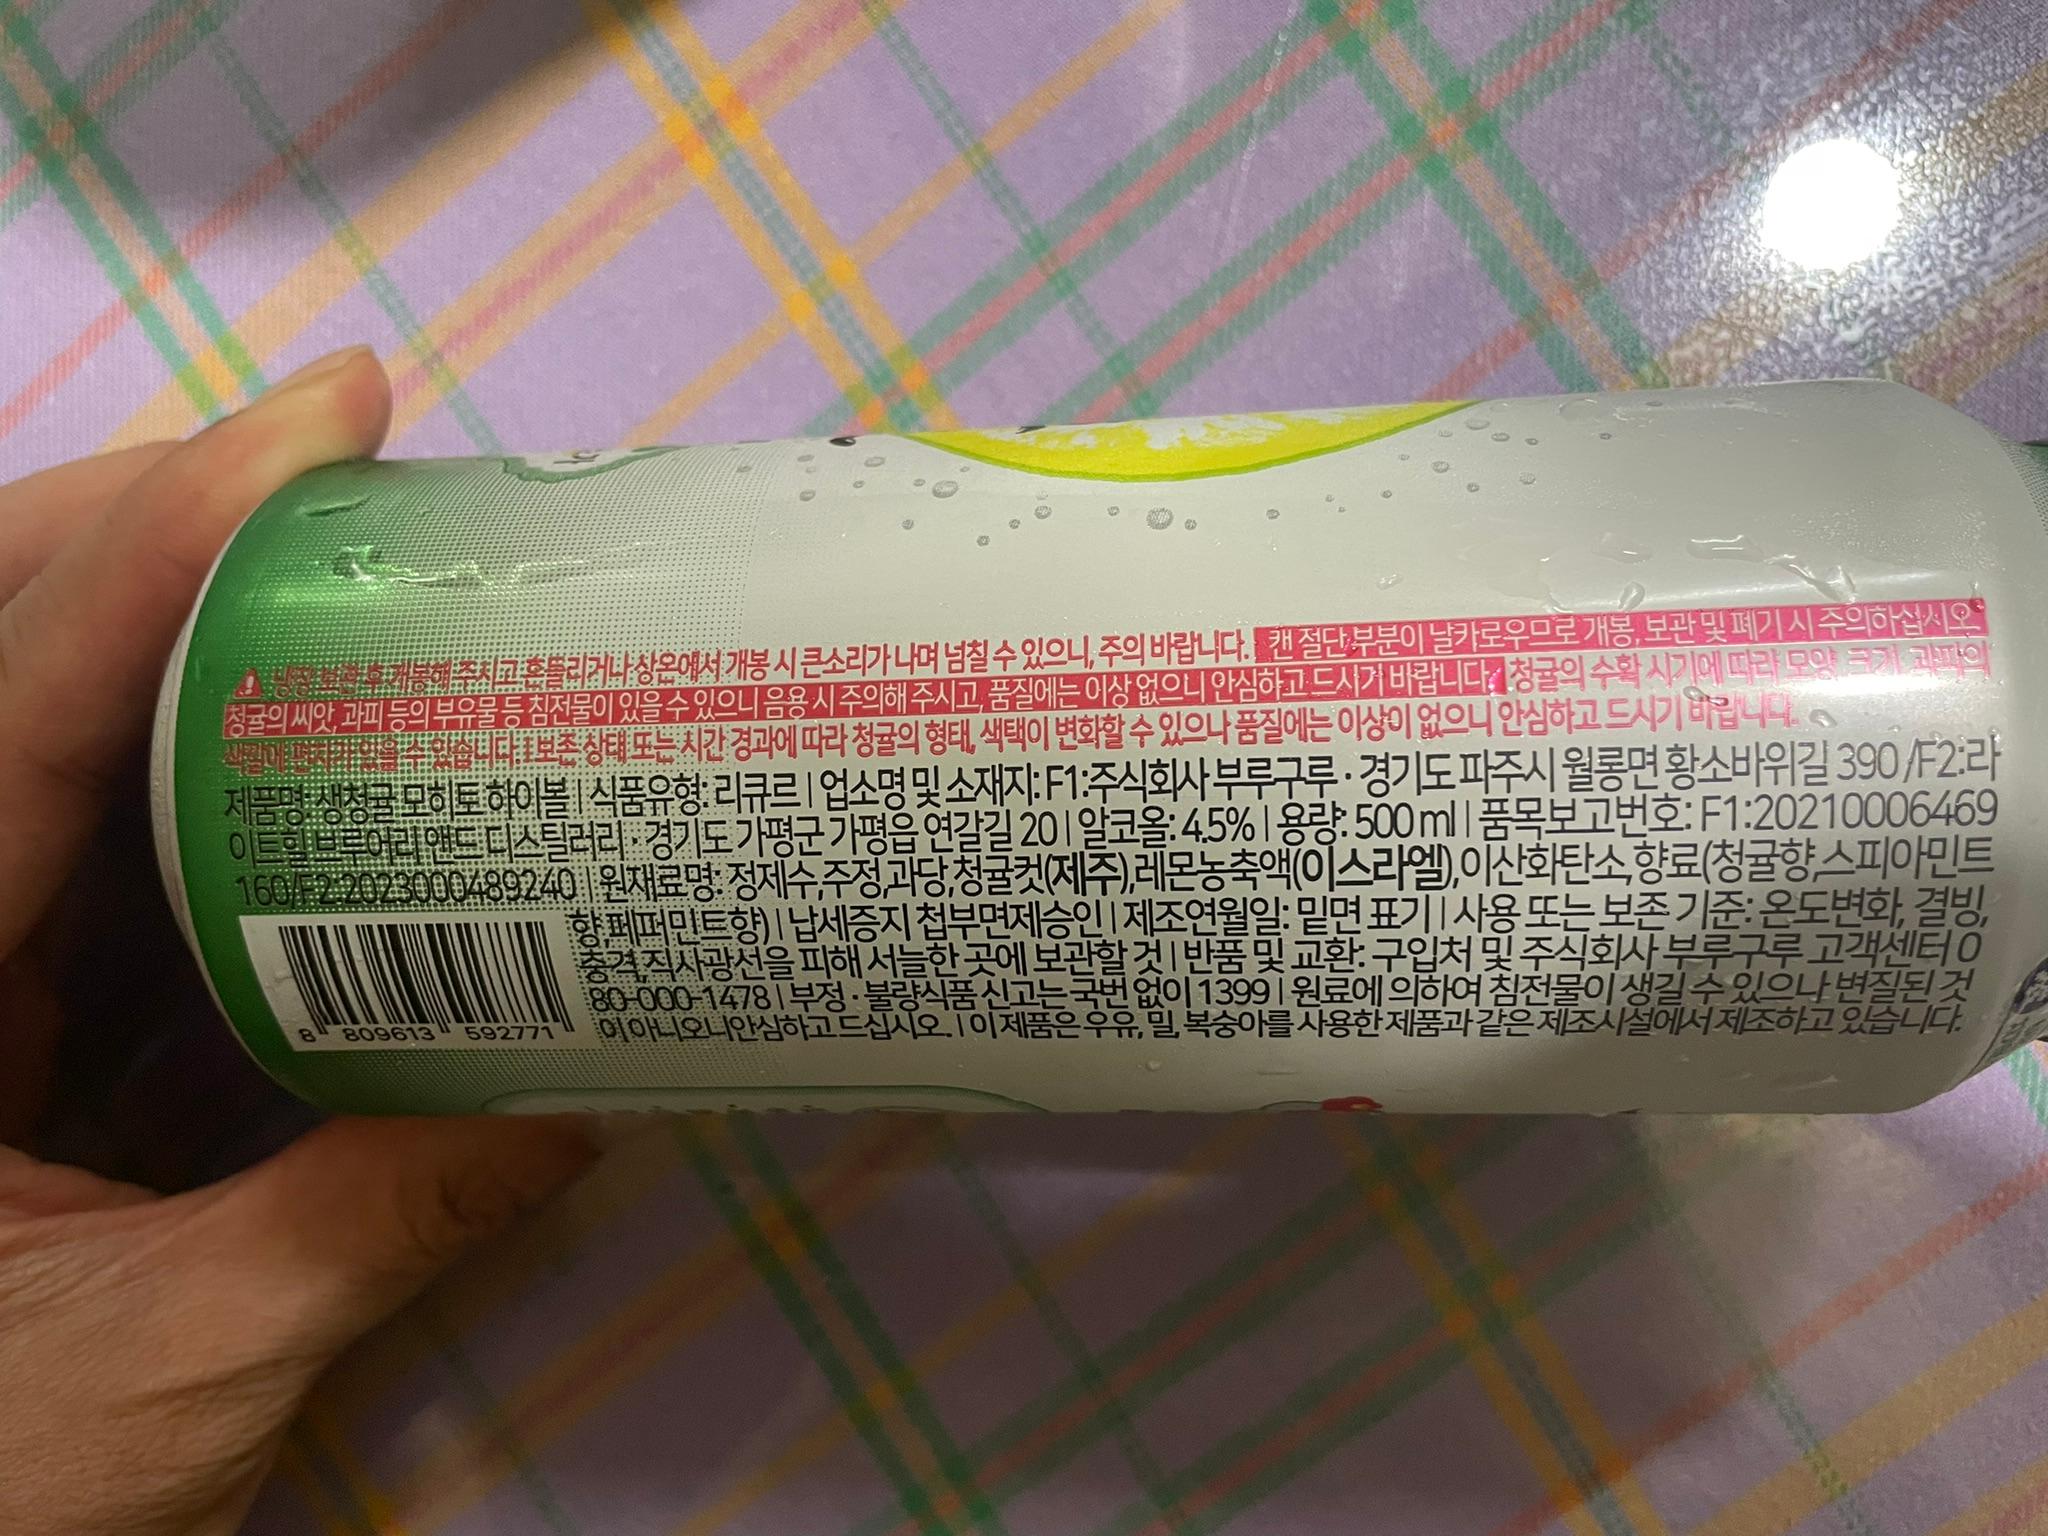 냉장 보관 후 개봉해 주시고 흔들리거나 상온에서 개봉 시 큰소리가 나며 넘칠 수 있으니, 주의 바랍니다. | 캔 절단 부분이 날카로우므로 개봉, 보관 및 폐기 시 주의하십시오
청귤의 씨앗, 과피 등의 부유물 등 침전물이 있을 수 있으니 음용 시 주의해 주시고, 품질에는 이상 없으니 안심하고 드시기 바랍니다. | 청귤의 수확 시기에 따라 모양, 크기, 과피의
색깔에 편차가 있을 수 있습니다. | 보존 상태 또는 시간 경과에 따라 청귤의 형태, 색택이 변화할 수 있으나 품질에는 이상이 없으니 안심하고 드시기 바랍니다.
제품명: 생청귤 모히토 하이볼 | 식품유형: 리큐르 | 업소명 및 소재지: F1:주식회사 부루구루 · 경기도 파주시 월롱면 황소바위길 390 /F2:라
이트힐 브루어리 앤드 디스틸러리 · 경기도 가평군 가평읍 연갈길 20 | 알코올: 4.5% | 용량: 500 ml | 품목보고번호: F1:20210006469
160/F2:2023000489240 | 원재료명: 정제수,주정,과당,청귤컷(제주),레몬농축액(이스라엘),이산화탄소,향료(청귤향,스피아민트
향,페퍼민트향) | 납세증지 첩부면제승인 | 제조연월일: 밑면 표기 | 사용 또는 보존 기준: 온도변화, 결빙,
충격,직사광선을 피해 서늘한 곳에 보관할 것 | 반품 및 교환: 구입처 및 주식회사 부루구루 고객센터 0
80-000-1478 | 부정 · 불량식품 신고는 국번 없이 1399 | 원료에 의하여 침전물이 생길 수 있으나 변질된 것
이 아니오니 안심하고 드십시오. | 이 제품은 우유, 밀, 복숭아를 사용한 제품과 같은 제조시설에서 제조하고 있습니다.
8 809613 592771